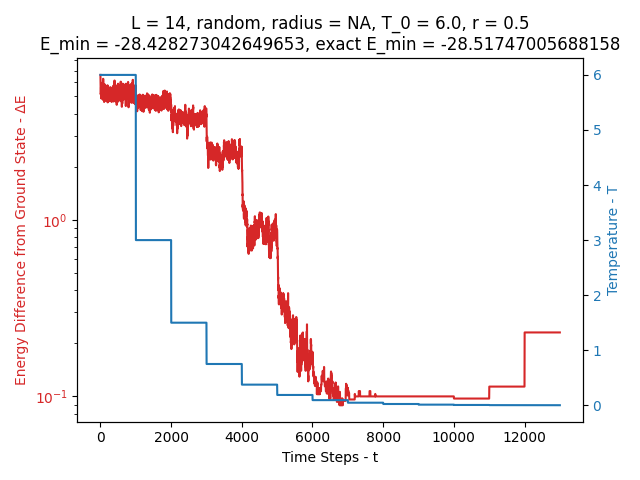 L = 14, random, radius = NA, T_0 = 6.0, r = 0.5
E_min = -28.428273042649653, exact E_min = -28.51747005688158
Energy Difference from Ground State - ΔE
10⁰
10⁻¹
0 2000 4000 6000 8000 10000 12000
Time Steps - t
6
5
4
3
2
1
0
Temperature - T